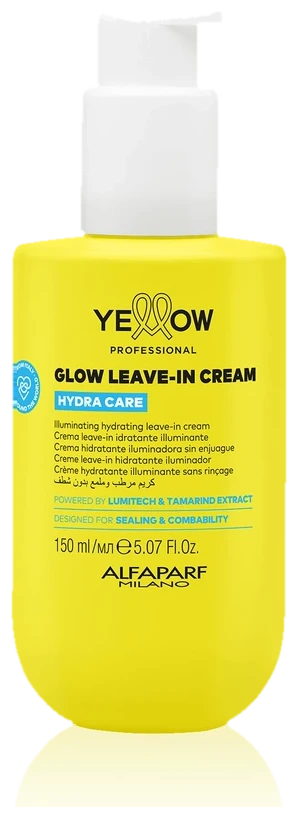 YELLOW
PROFESSIONAL
GLOW LEAVE-IN CREAM
HYDRA CARE
Illuminating hydrating leave-in cream
Crema leave-in idratante illuminante
Crema hidratante iluminadora sin enjuague
Creme leave-in hidratante iluminador
Crème hydratante illuminante sans rinçage
كريم مرطب وملمع بدون شطف
POWERED BY LUMITECH & TAMARIND EXTRACT
DESIGNED FOR SEALING & COMBABILITY
150 ml/мл ℮ 5.07 Fl.Oz.
ALFAPARF
MILANO